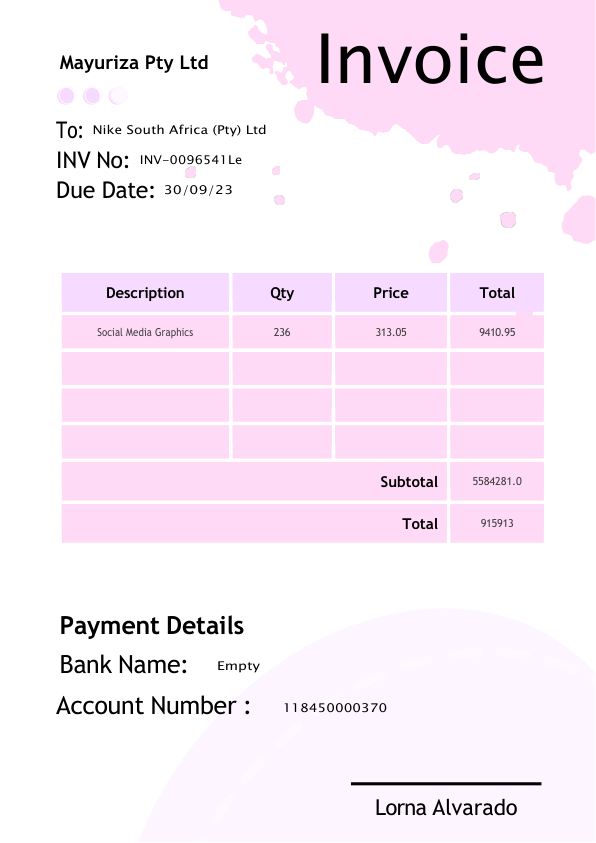 Invoice
Mayuriza Pty Ltd
To: Nike South Africa (Pty) Ltd
INV No: INV-0096541Le
Due Date: 30/09/23
Description Qty Price Total
Social Media Graphics 236 313.05 9410.95
Subtotal 5584281.0
Total 915913
Payment Details
Bank Name: Empty
Account Number : 118450000370
Lorna Alvarado